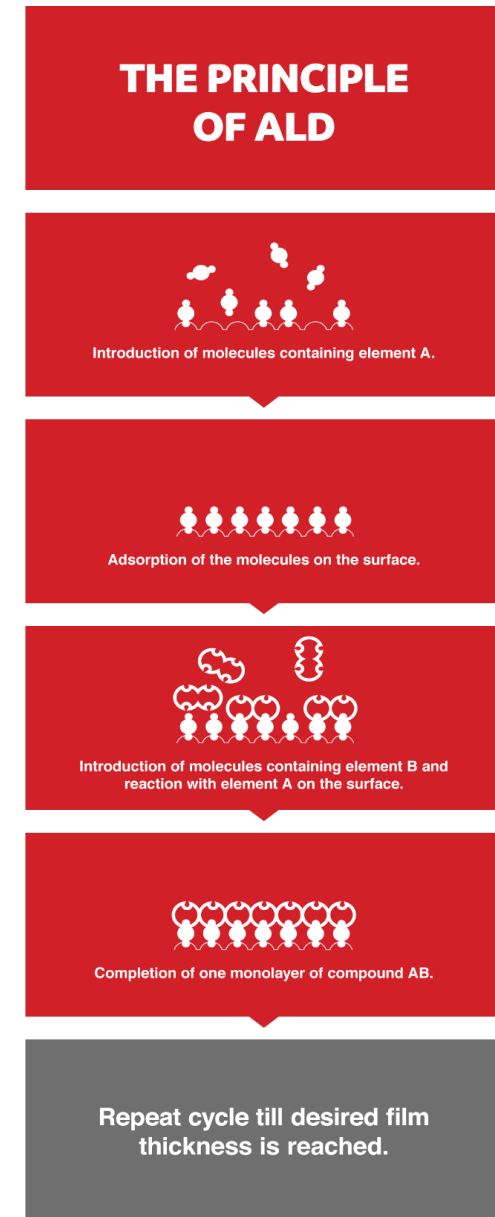 THE PRINCIPLE
OF ALD
Introduction of molecules containing element A.
Adsorption of the molecules on the surface.
Introduction of molecules containing element B and
reaction with element A on the surface.
Completion of one monolayer of compound AB.
Repeat cycle till desired film
thickness is reached.